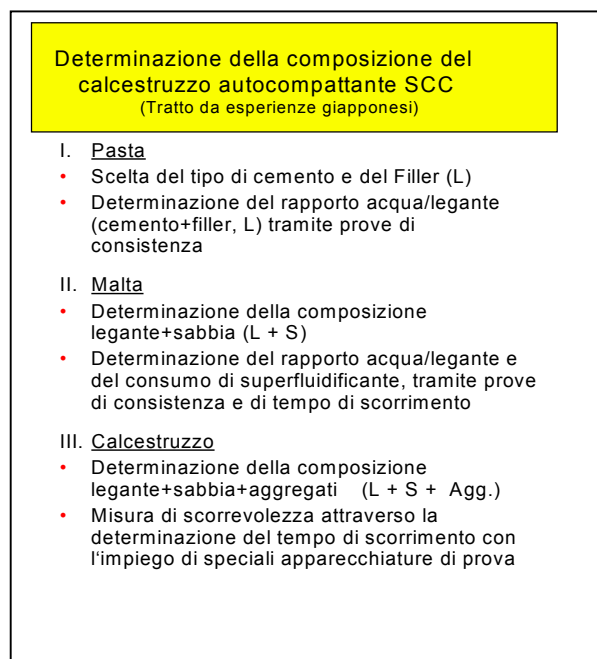 Determinazione della composizione del
calcestruzzo autocompattante SCC
(Tratto da esperienze giapponesi)
I. Pasta
• Scelta del tipo di cemento e del Filler (L)
• Determinazione del rapporto acqua/legante
(cemento+filler, L) tramite prove di
consistenza
II. Malta
• Determinazione della composizione
legante+sabbia (L + S)
• Determinazione del rapporto acqua/legante e
del consumo di superfluidificante, tramite prove
di consistenza e di tempo di scorrimento
III. Calcestruzzo
• Determinazione della composizione
legante+sabbia+aggregati (L + S + Agg.)
• Misura di scorrevolezza attraverso la
determinazione del tempo di scorrimento con
l‘impiego di speciali apparecchiature di prova